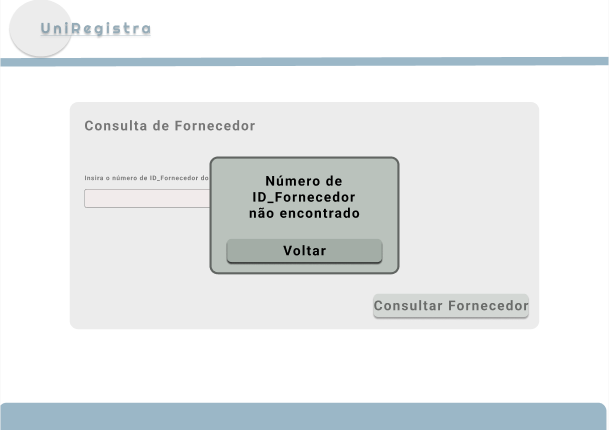 UniRegistra
Consulta de Fornecedor
Insira o número de ID_Fornecedor do
Número de
ID_Fornecedor
não encontrado
Voltar
Consultar Fornecedor